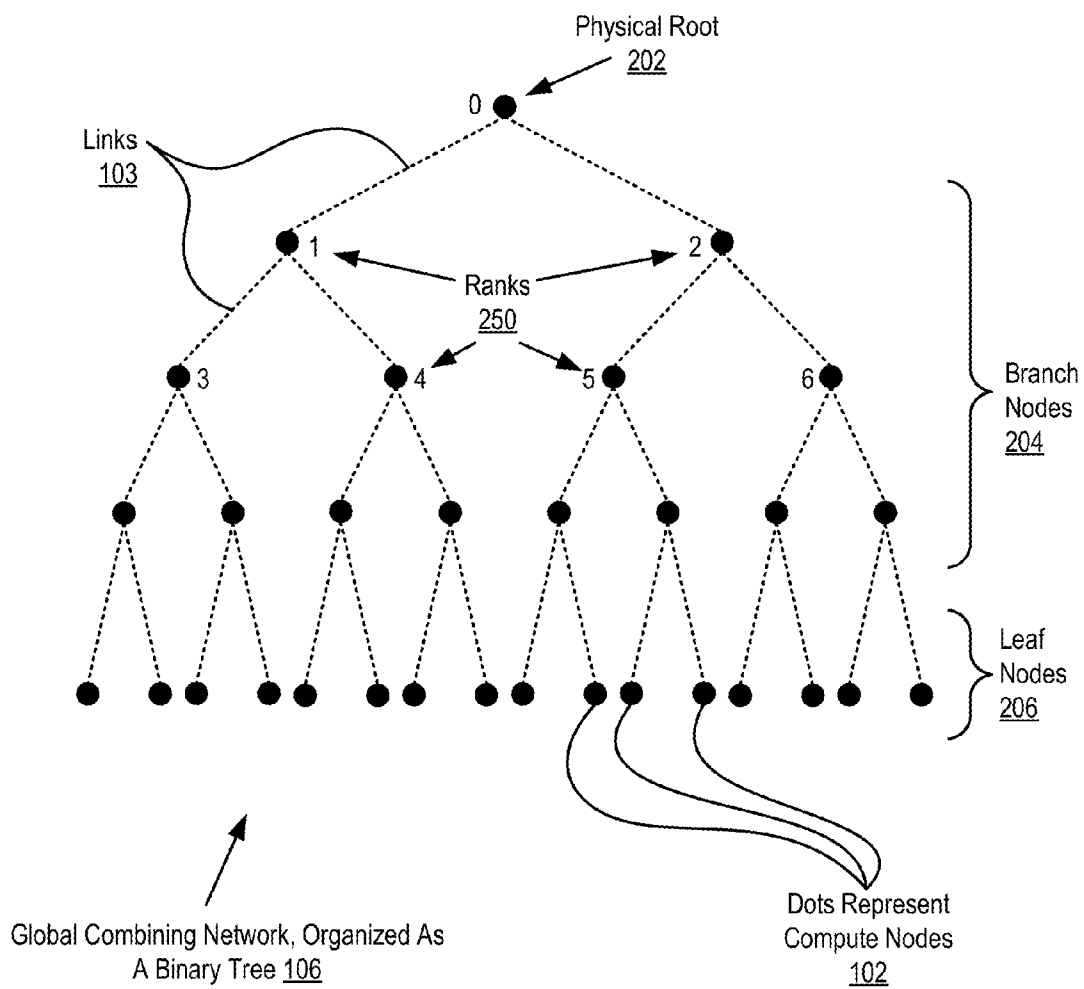 Physical Root
202
0
Links
103
1
2
Ranks
250
3
4
5
6
Branch
Nodes
204
Leaf
Nodes
206
Dots Represent
Compute Nodes
102
Global Combining Network, Organized As
A Binary Tree 106